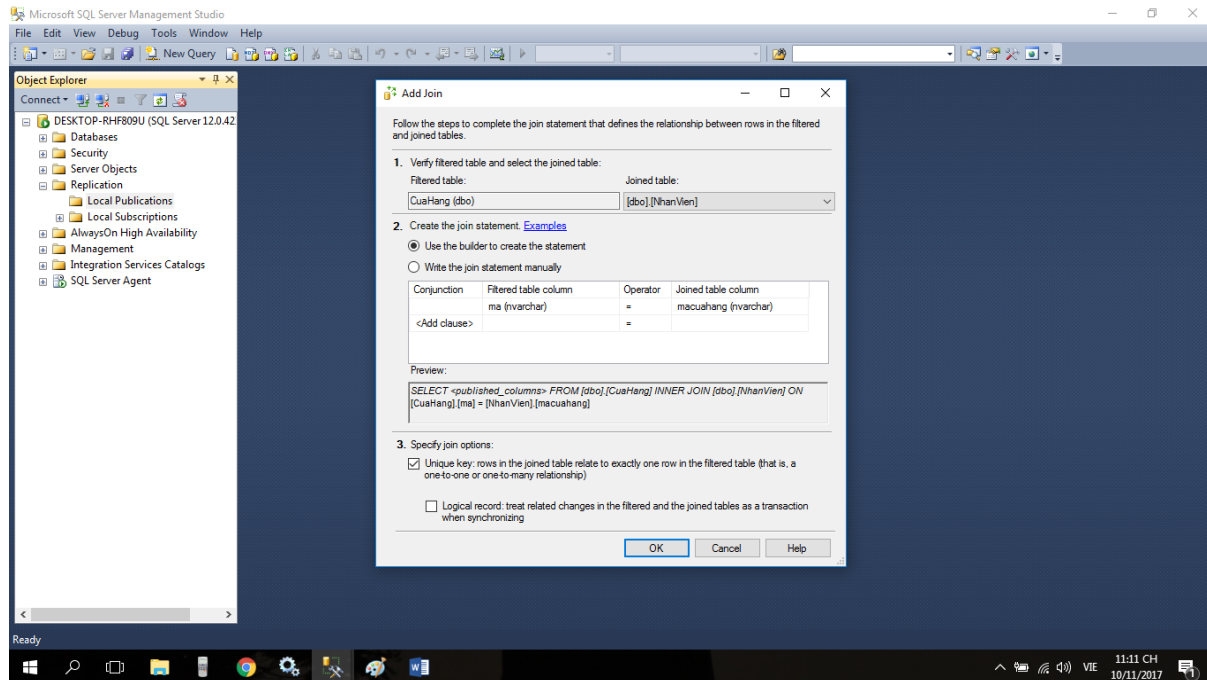 Microsoft SQL Server Management Studio
File Edit View Debug Tools Window Help
New Query
Object Explorer
Connect
DESKTOP-RHF809U (SQL Server 12.0.42
Databases
Security
Server Objects
Replication
Local Publications
Local Subscriptions
AlwaysOn High Availability
Management
Integration Services Catalogs
SQL Server Agent
Add Join
Follow the steps to complete the join statement that defines the relationship between rows in the filtered
and joined tables.
1. Verify filtered table and select the joined table:
Filtered table: Joined table:
CuaHang (dbo) [dbo].[NhanVien]
2. Create the join statement. Examples
Use the builder to create the statement
Write the join statement manually
Conjunction Filtered table column Operator Joined table column
ma (nvarchar) = macuahang (nvarchar)
<Add clause> =
Preview:
SELECT <published_columns> FROM [dbo].[CuaHang] INNER JOIN [dbo].[NhanVien] ON
[CuaHang].[ma] = [NhanVien].[macuahang]
3. Specify join options:
Unique key: rows in the joined table relate to exactly one row in the filtered table (that is, a
one-to-one or one-to-many relationship)
Logical record: treat related changes in the filtered and the joined tables as a transaction
when synchronizing
OK Cancel Help
Ready
VIE
11:11 CH
10/11/2017
1